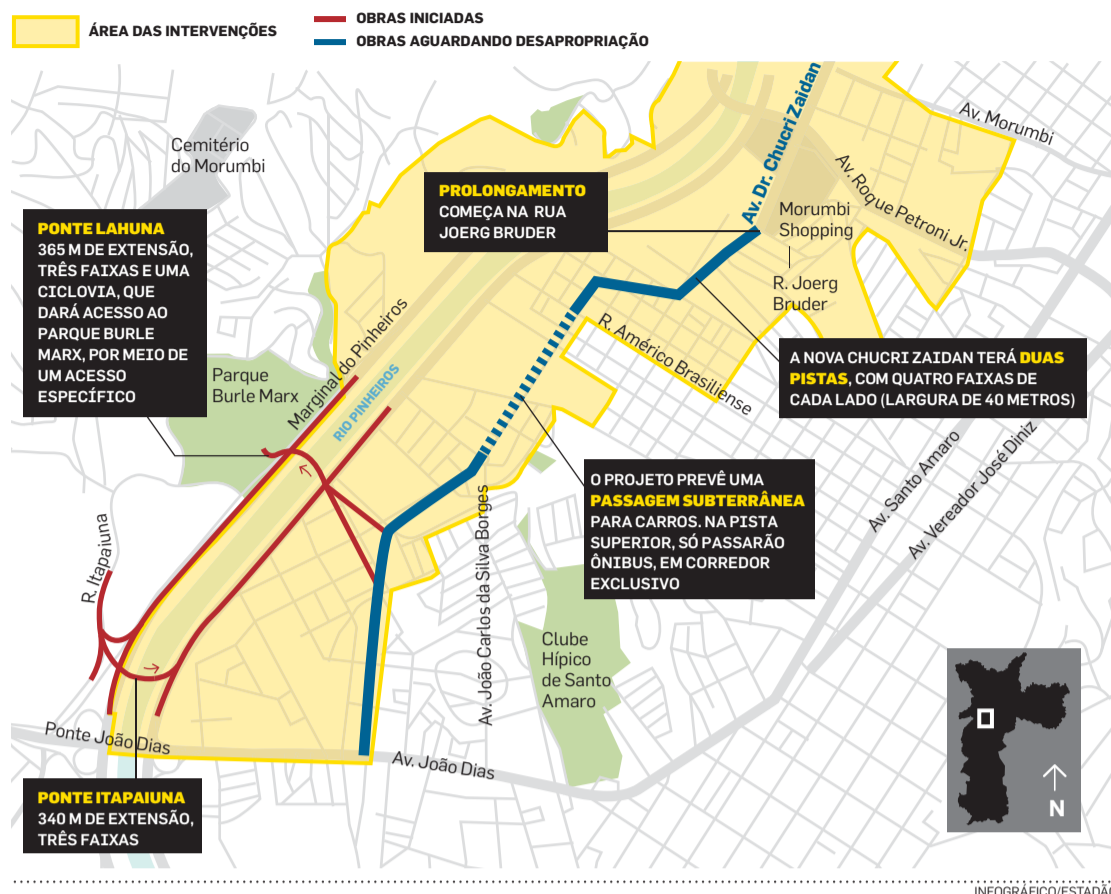 ÁREA DAS INTERVENÇÕES
OBRAS INICIADAS
OBRAS AGUARDANDO DESAPROPRIAÇÃO
Av. Dr. Chucri Zaidan
Av. Morumbi
Cemitério
do Morumbi
Av. Roque Petroni Jr.
PROLONGAMENTO
COMEÇA NA RUA
JOERG BRUDER
Morumbi
Shopping
R. Joerg
Bruder
PONTE LAHUNA
365 M DE EXTENSÃO,
TRÊS FAIXAS E UMA
CICLOVIA, QUE
DARÁ ACESSO AO
PARQUE BURLE
MARX, POR MEIO DE
UM ACESSO
ESPECÍFICO
Marginal do Pinheiros
RIO PINHEIROS
Parque
Burle Marx
R. Américo Brasiliense
A NOVA CHUCRI ZAIDAN TERÁ DUAS
PISTAS, COM QUATRO FAIXAS DE
CADA LADO (LARGURA DE 40 METROS)
O PROJETO PREVÊ UMA
PASSAGEM SUBTERRÂNEA
PARA CARROS. NA PISTA
SUPERIOR, SÓ PASSARÃO
ÔNIBUS, EM CORREDOR
EXCLUSIVO
Av. Santo Amaro
Av. Vereador José Diniz
R. Itapaiuna
Av. João Carlos da Silva Borges
Clube
Hípico
de Santo
Amaro
Ponte João Dias
Av. João Dias
PONTE ITAPAIUNA
340 M DE EXTENSÃO,
TRÊS FAIXAS
N
INFOGRÁFICO/ESTADÃO